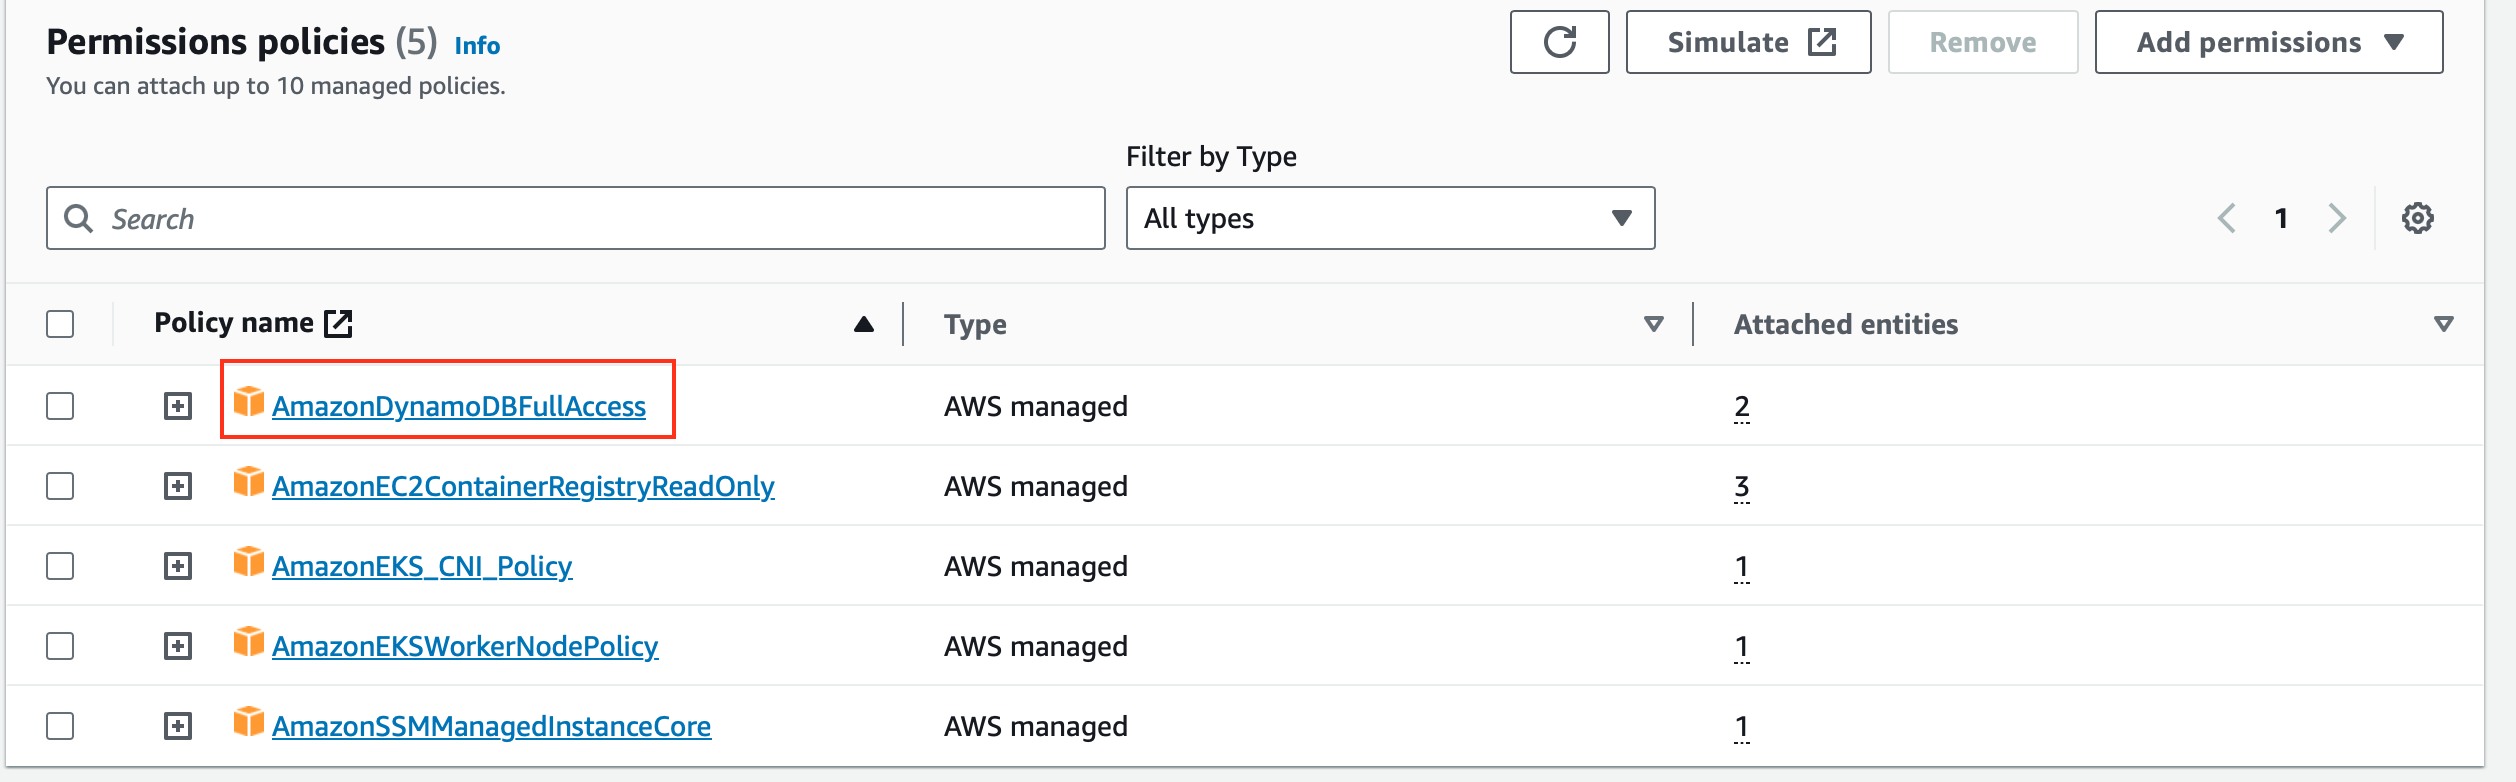 Permissions policies (5) Info
You can attach up to 10 managed policies.
Simulate
Remove
Add permissions
Filter by Type
Search
All types
1
Policy name Type Attached entities
AmazonDynamoDBFullAccess AWS managed 2
AmazonEC2ContainerRegistryReadOnly AWS managed 3
AmazonEKS_CNI_Policy AWS managed 1
AmazonEKSWorkerNodePolicy AWS managed 1
AmazonSSMManagedInstanceCore AWS managed 1